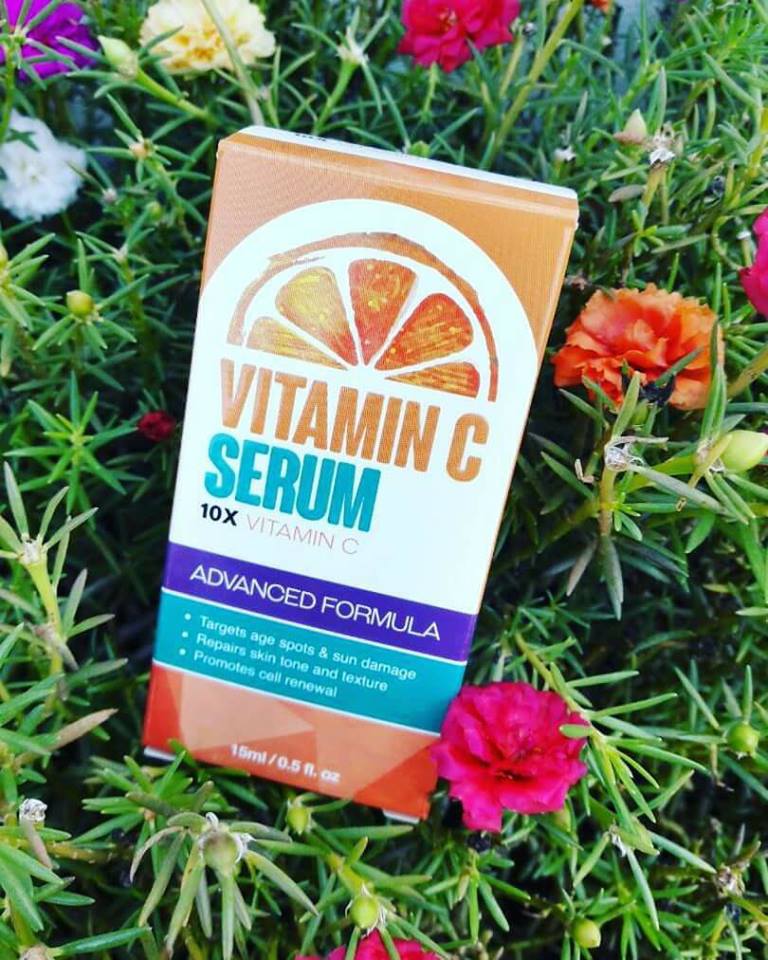 VITAMIN C
SERUM
10X VITAMIN C
ADVANCED FORMULA
• Targets age spots & sun damage
• Repairs skin tone and texture
• Promotes cell renewal
15ml / 0.5 fl. oz